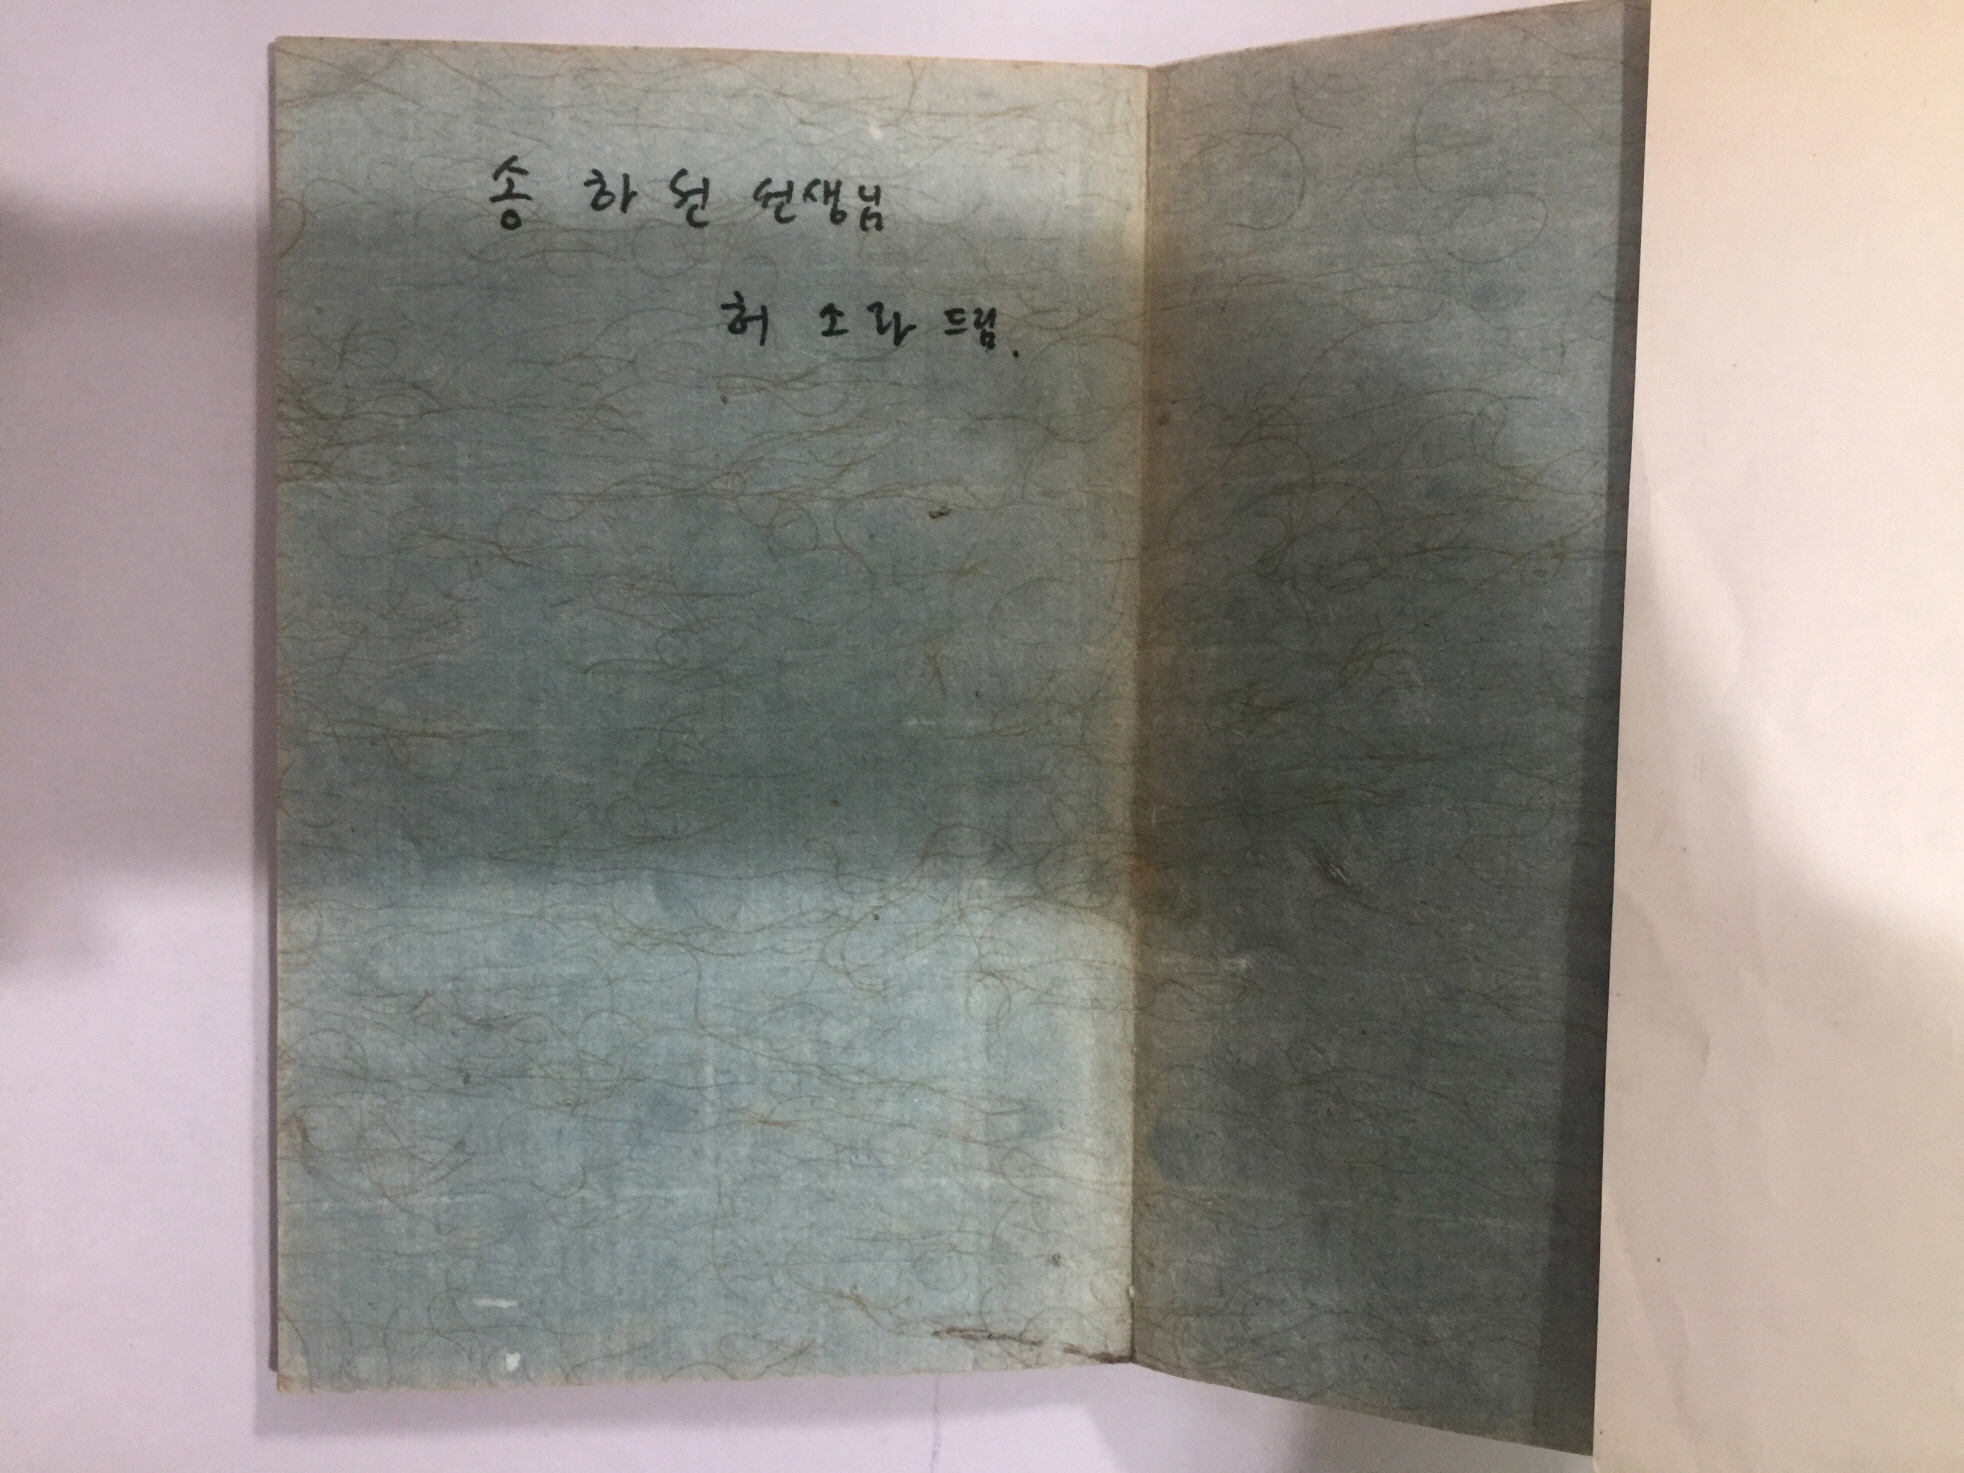 송 하 선 선생님
허 소 라 드림.